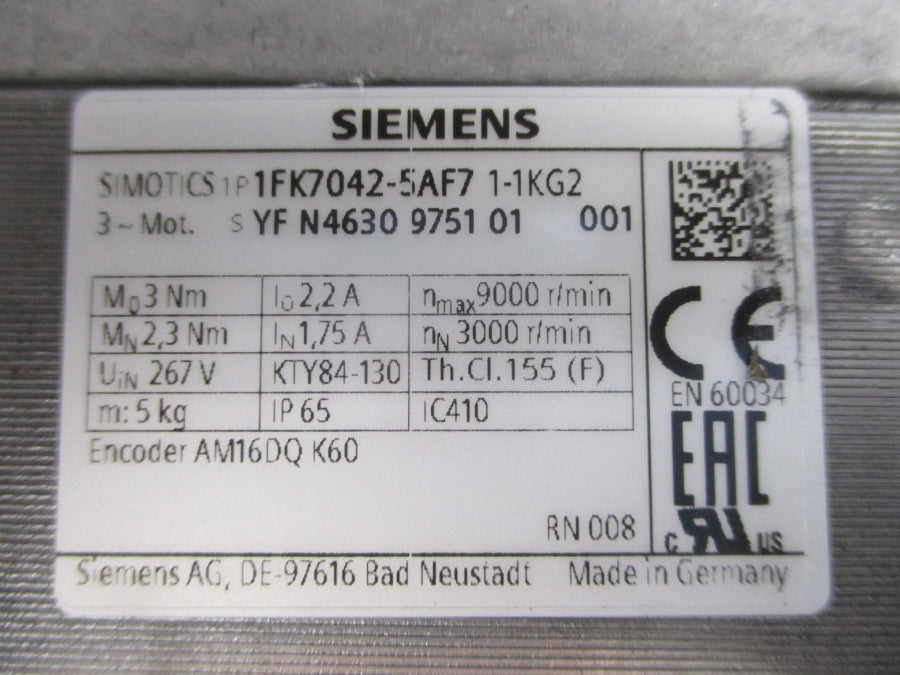 SIEMENS
SIMOTICS 1P 1FK7042-5AF71-1KG2
3~Mot. S YF N4630 9751 01 001
M0 3 Nm I0 2,2 A nmax 9000 r/min
MN 2,3 Nm IN 1,75 A nN 3000 r/min
UiN 267 V KTY84-130 Th.Cl.155 (F)
m: 5 kg IP 65 IC410
Encoder AM16DQ K60
CE
EN 60034
EAC
RN 008
c RU US
Siemens AG, DE-97616 Bad Neustadt Made in Germany